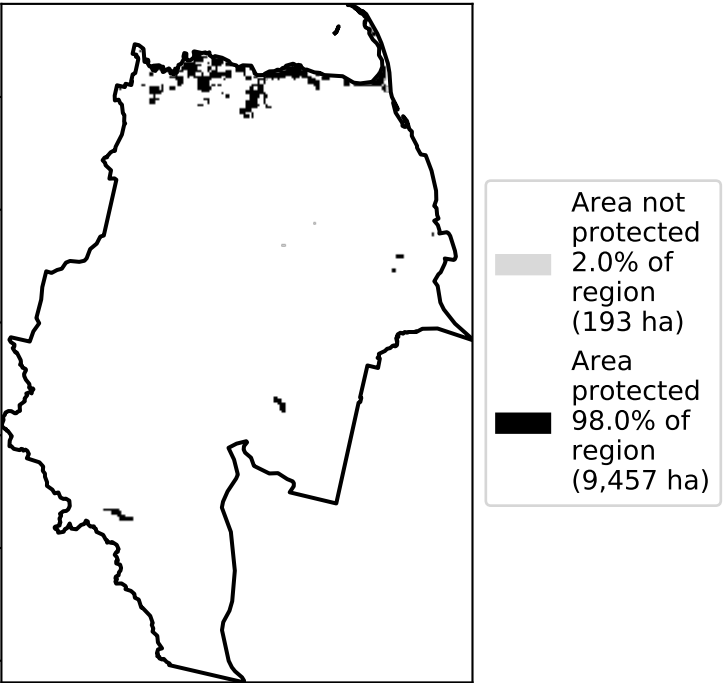 Area not
protected
2.0% of
region
(193 ha)
Area
protected
98.0% of
region
(9,457 ha)